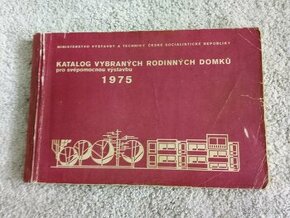 MINISTERSTVO VÝSTAVBY A TECHNIKY ČESKÉ SOCIALISTICKÉ REPUBLIKY
KATALOG VYBRANÝCH RODINNÝCH DOMKŮ
pro svépomocnou výstavbu
1975